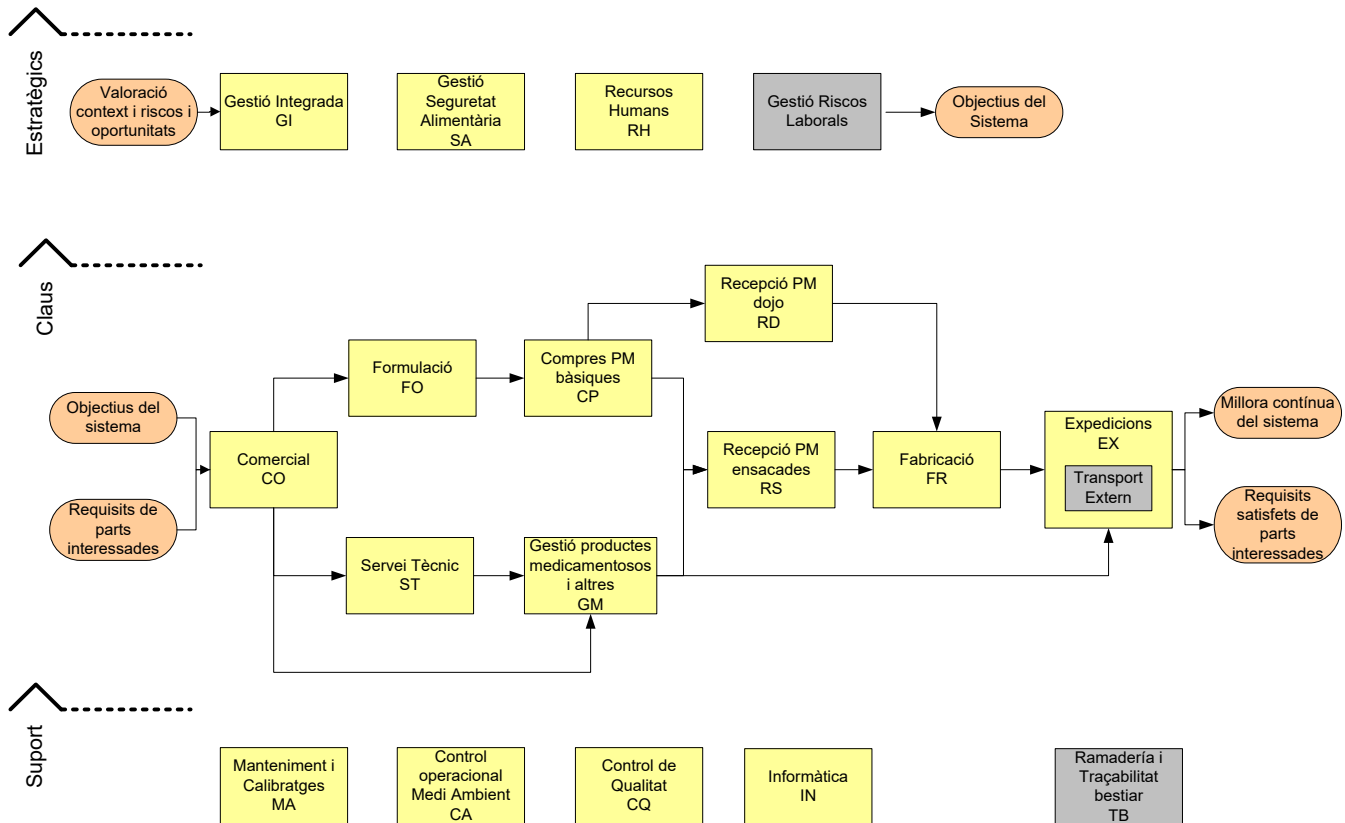 Estratègics
Valoració
context i riscos i
oportunitats
Gestió Integrada
GI
Gestió
Seguretat
Alimentària
SA
Recursos
Humans
RH
Gestió Riscos
Laborals
Objectius del
Sistema
Claus
Objectius del
sistema
Requisits de
parts
interessades
Comercial
CO
Formulació
FO
Servei Tècnic
ST
Compres PM
bàsiques
CP
Gestió productes
medicamentosos
i altres
GM
Recepció PM
dojo
RD
Recepció PM
ensacades
RS
Fabricació
FR
Expedicions
EX
Transport
Extern
Millora contínua
del sistema
Requisits
satisfets de
parts
interessades
Suport
Manteniment i
Calibratges
MA
Control
operacional
Medi Ambient
CA
Control de
Qualitat
CQ
Informàtica
IN
Ramadería i
Traçabilitat
bestiar
TB